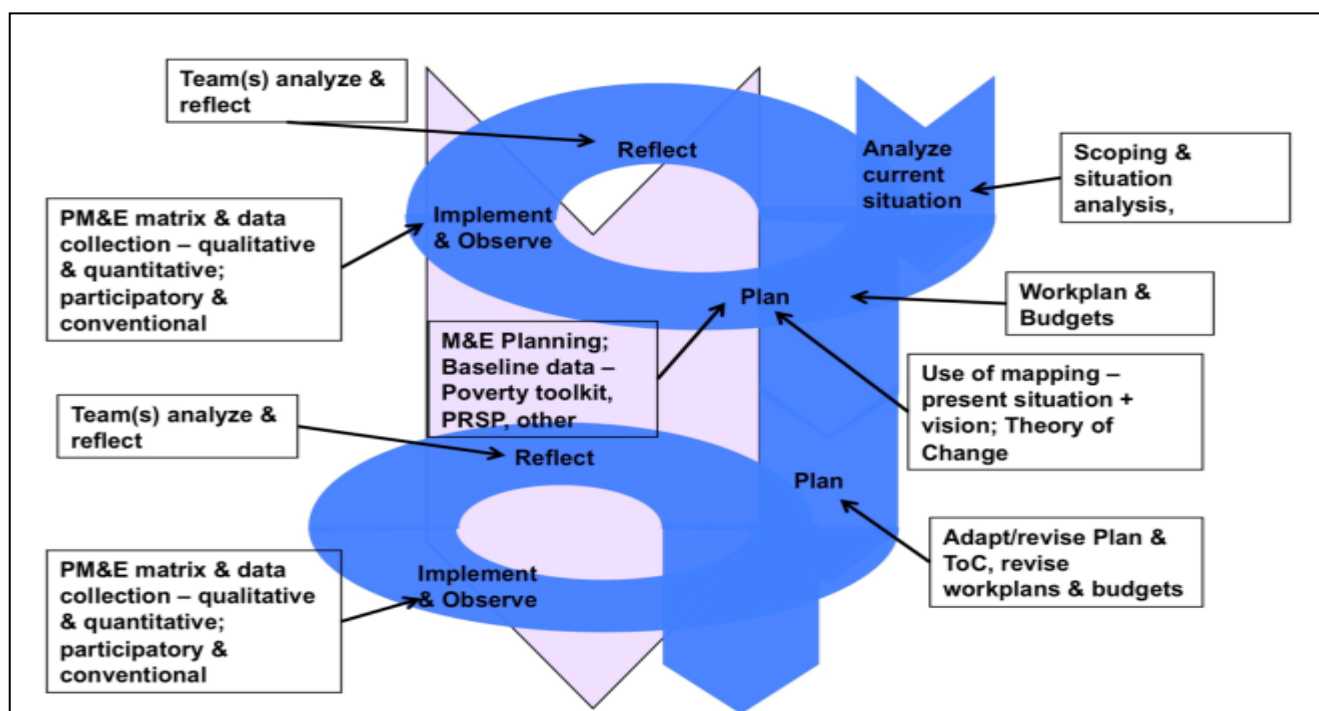 Team(s) analyze &
reflect
Reflect
Analyze
current
situation
Scoping &
situation
analysis,
PM&E matrix & data
collection – qualitative
& quantitative;
participatory &
conventional
Implement
& Observe
Plan
Workplan &
Budgets
M&E Planning;
Baseline data –
Poverty toolkit,
PRSP, other
Use of mapping –
present situation +
vision; Theory of
Change
Team(s) analyze &
reflect
Reflect
Plan
Adapt/revise Plan &
ToC, revise
workplans & budgets
PM&E matrix & data
collection – qualitative
& quantitative;
participatory &
conventional
Implement
& Observe